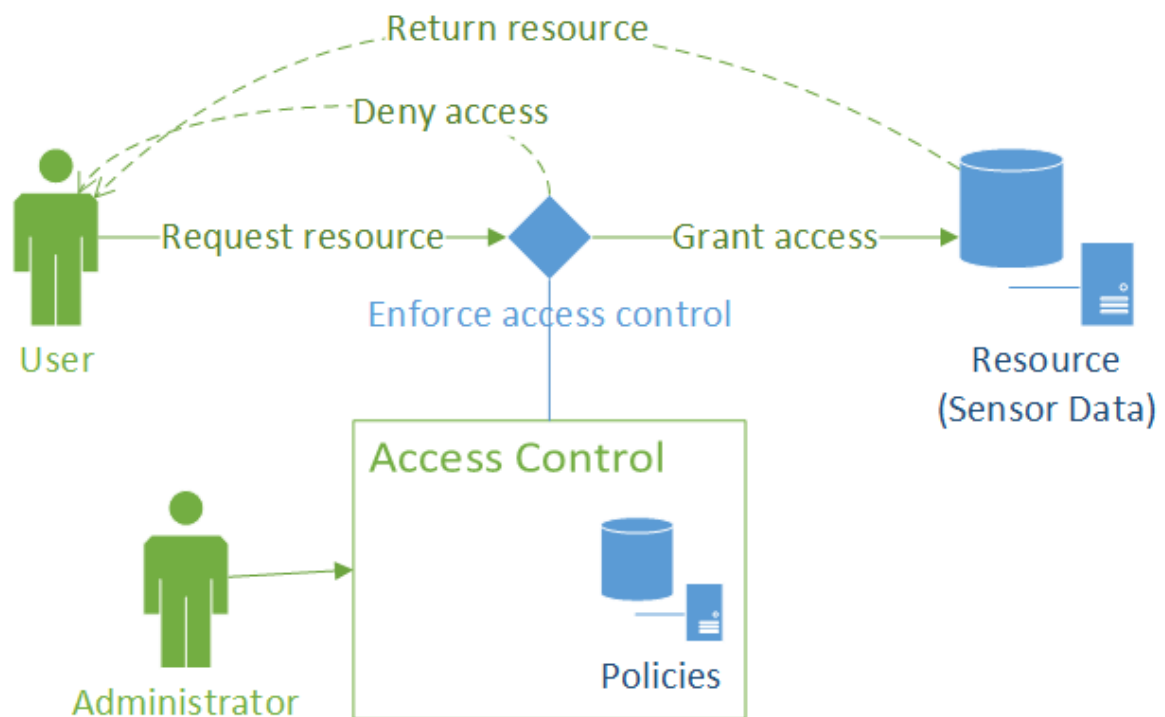 Return resource
Deny access
Request resource
Grant access
Enforce access control
User
Resource
(Sensor Data)
Access Control
Policies
Administrator